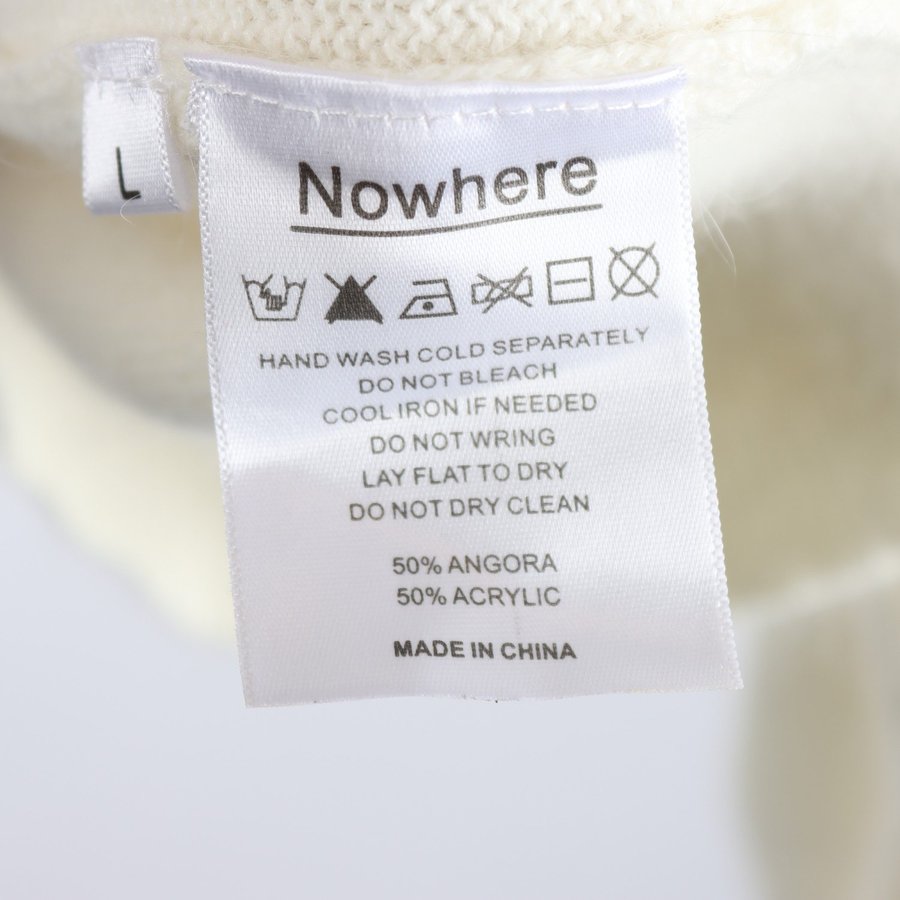 L
Nowhere
HAND WASH COLD SEPARATELY
DO NOT BLEACH
COOL IRON IF NEEDED
DO NOT WRING
LAY FLAT TO DRY
DO NOT DRY CLEAN
50% ANGORA
50% ACRYLIC
MADE IN CHINA